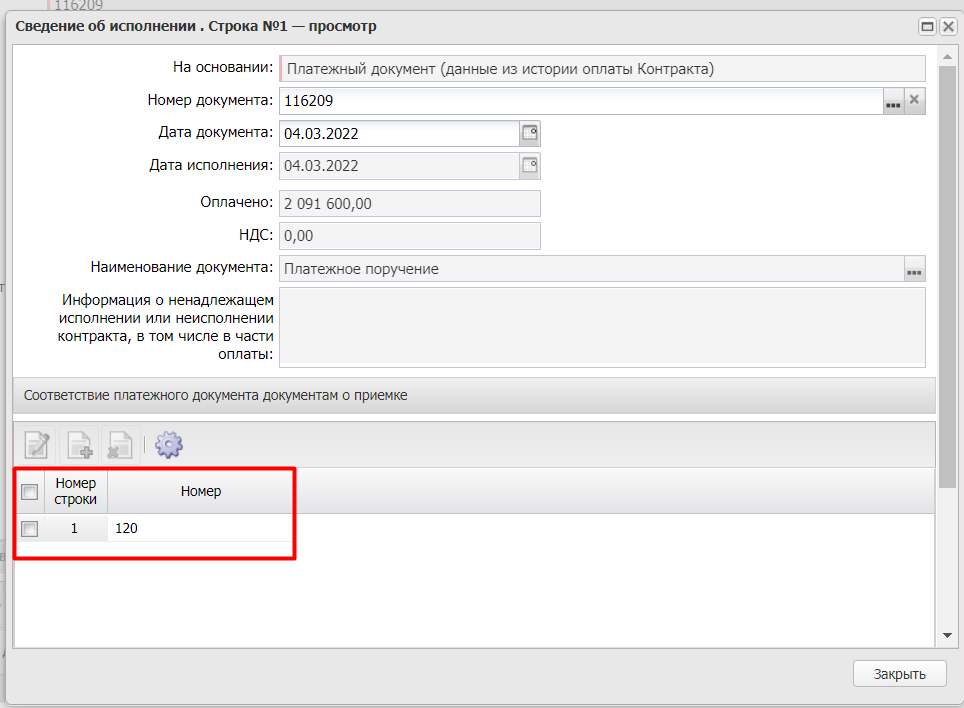 116209
Сведение об исполнении . Строка №1 — просмотр
На основании: Платежный документ (данные из истории оплаты Контракта)
Номер документа: 116209
Дата документа: 04.03.2022
Дата исполнения: 04.03.2022
Оплачено: 2 091 600,00
НДС: 0,00
Наименование документа: Платежное поручение
Информация о ненадлежащем
исполнении или неисполнении
контракта, в том числе в части
оплаты:
Соответствие платежного документа документам о приемке
Номер
строки
Номер
1 120
Закрыть